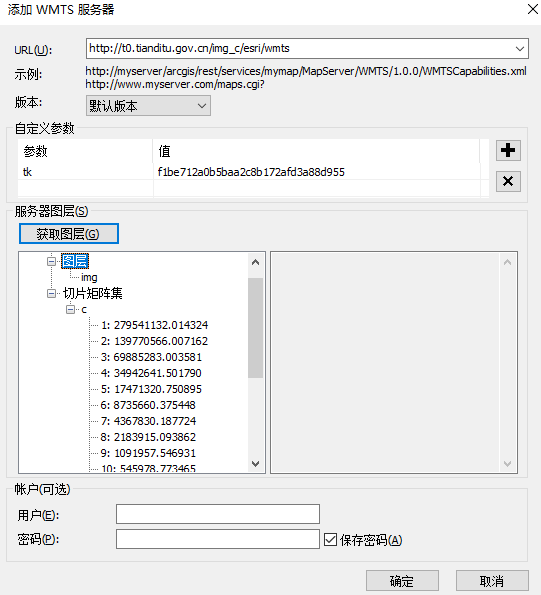 添加 WMTS 服务器
URL(U): http://t0.tianditu.gov.cn/img_c/esri/wmts
示例: http://myserver/arcgis/rest/services/mymap/MapServer/WMTS/1.0.0/WMTSCapabilities.xml
http://www.myserver.com/maps.cgi?
版本: 默认版本
自定义参数
参数 值
tk f1be712a0b5baa2c8b172afd3a88d955
服务器图层(S)
获取图层(G)
图层
img
切片矩阵集
c
1: 279541132.014324
2: 139770566.007162
3: 69885283.003581
4: 34942641.501790
5: 17471320.750895
6: 8735660.375448
7: 4367830.187724
8: 2183915.093862
9: 1091957.546931
10: 545978.773465
帐户(可选)
用户(E):
密码(P): 保存密码(A)
确定 取消